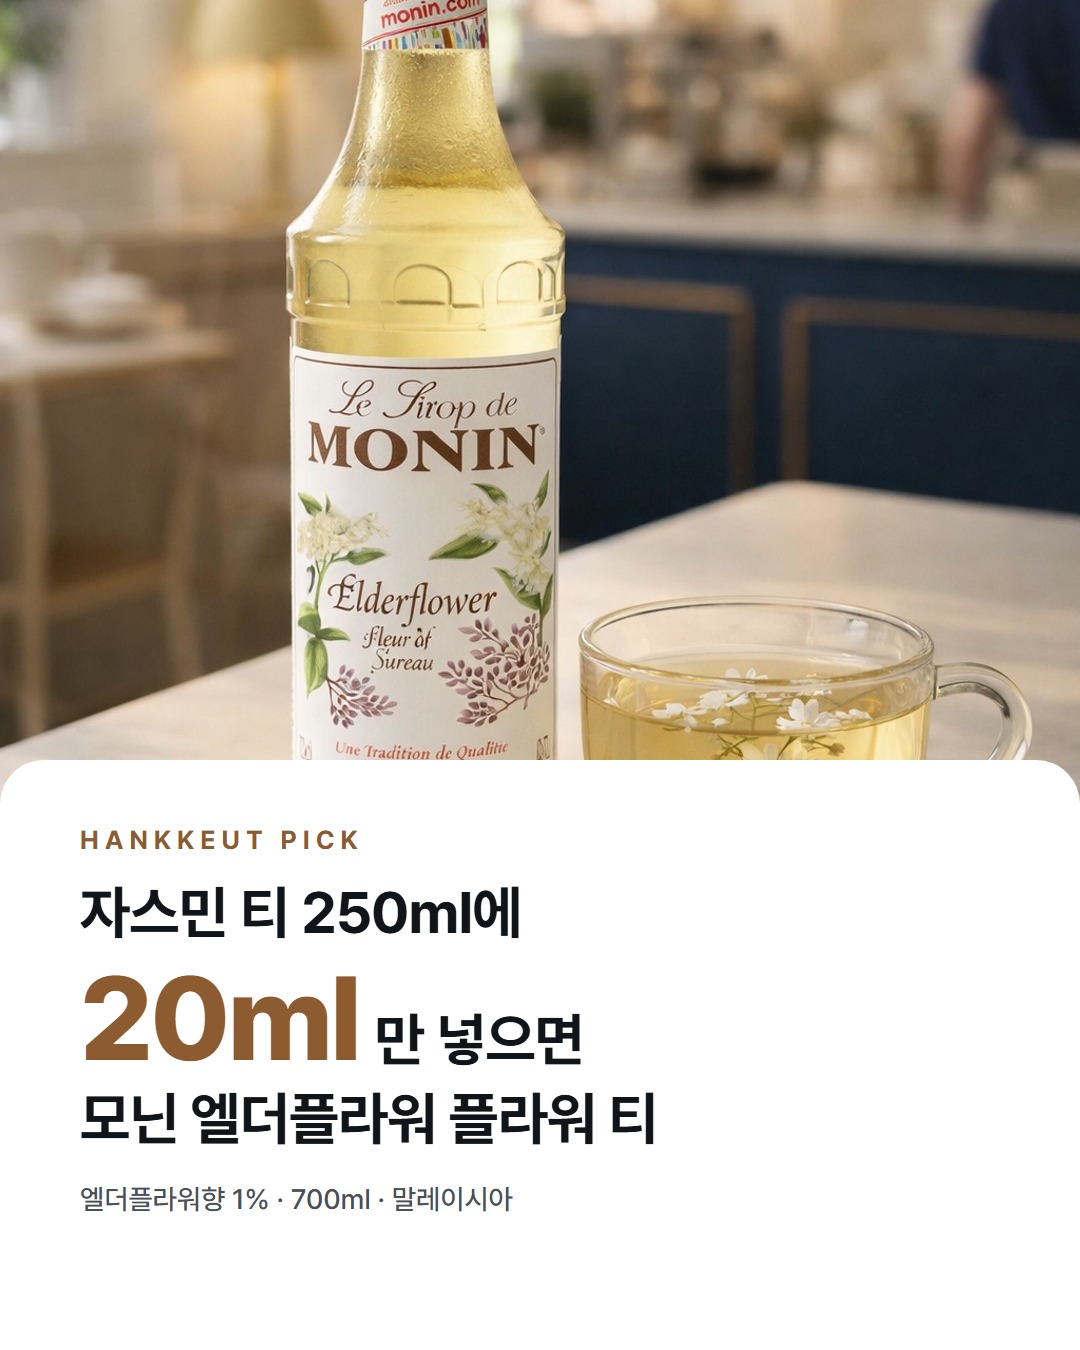 monin.com
Le Sirop de
MONIN
Elderflower
Fleur of
Sureau
Une Tradition de Qualitie
HANKKEUT PICK
자스민 티 250ml에
20ml 만 넣으면
모닌 엘더플라워 플라워 티
엘더플라워향 1% · 700ml · 말레이시아